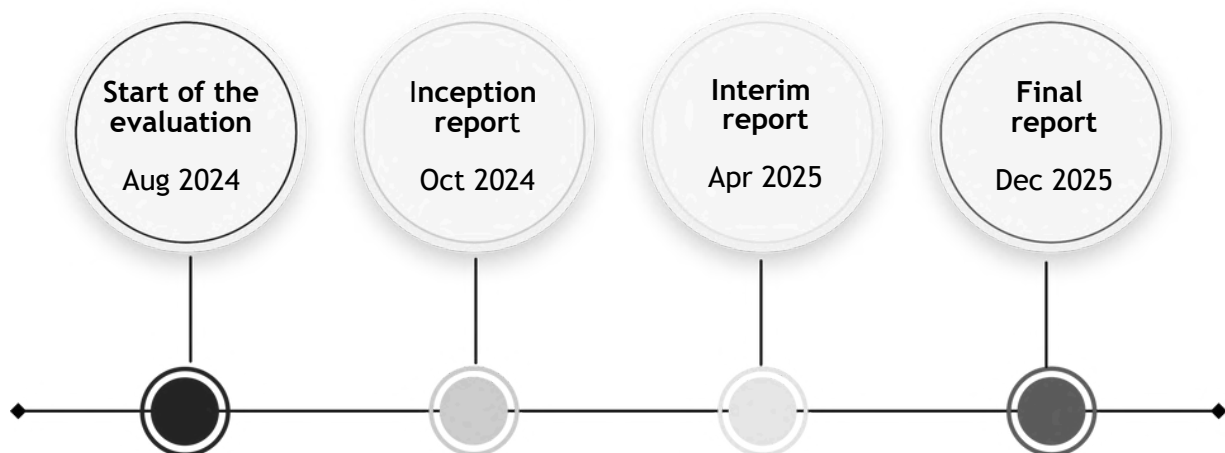 Start of the
evaluation
Aug 2024
Inception
report
Oct 2024
Interim
report
Apr 2025
Final
report
Dec 2025